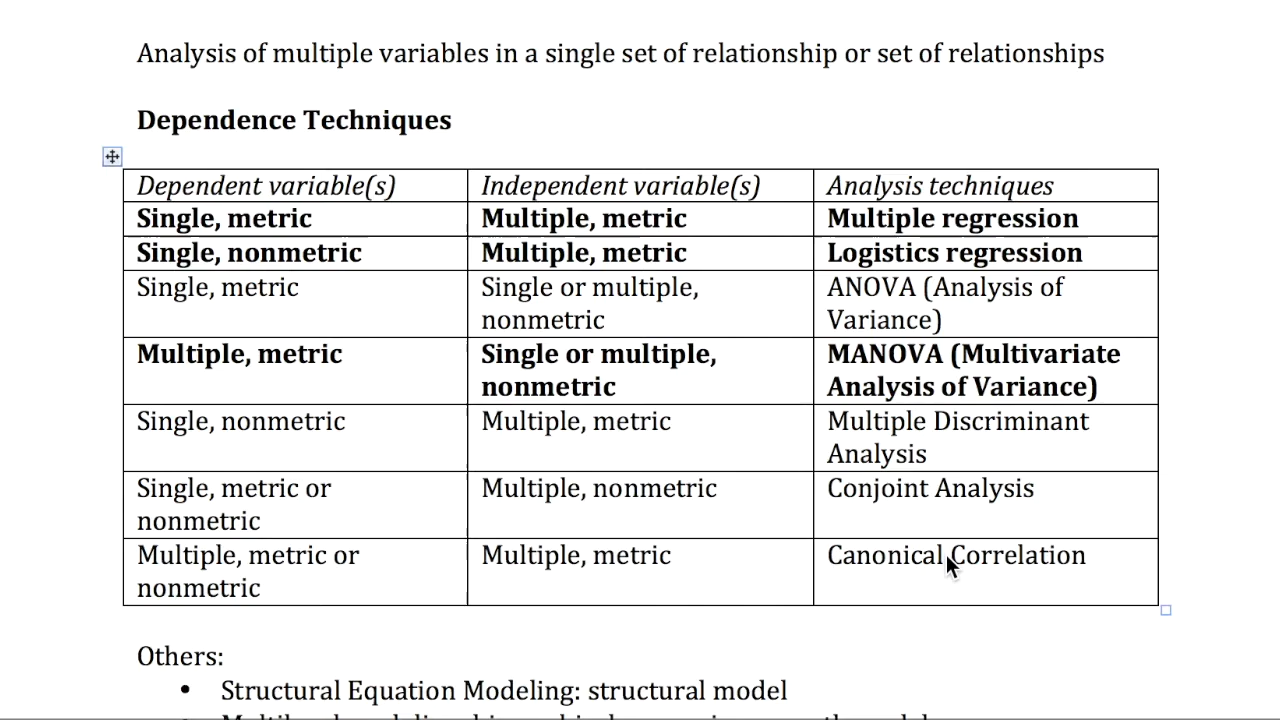 Analysis of multiple variables in a single set of relationship or set of relationships
Dependence Techniques
Dependent variable(s) Independent variable(s) Analysis techniques
Single, metric Multiple, metric Multiple regression
Single, nonmetric Multiple, metric Logistics regression
Single, metric Single or multiple, ANOVA (Analysis of
nonmetric Variance)
Multiple, metric Single or multiple, MANOVA (Multivariate
nonmetric Analysis of Variance)
Single, nonmetric Multiple, metric Multiple Discriminant
Analysis
Single, metric or Multiple, nonmetric Conjoint Analysis
nonmetric
Multiple, metric or Multiple, metric Canonical Correlation
nonmetric
Others:
• Structural Equation Modeling: structural model